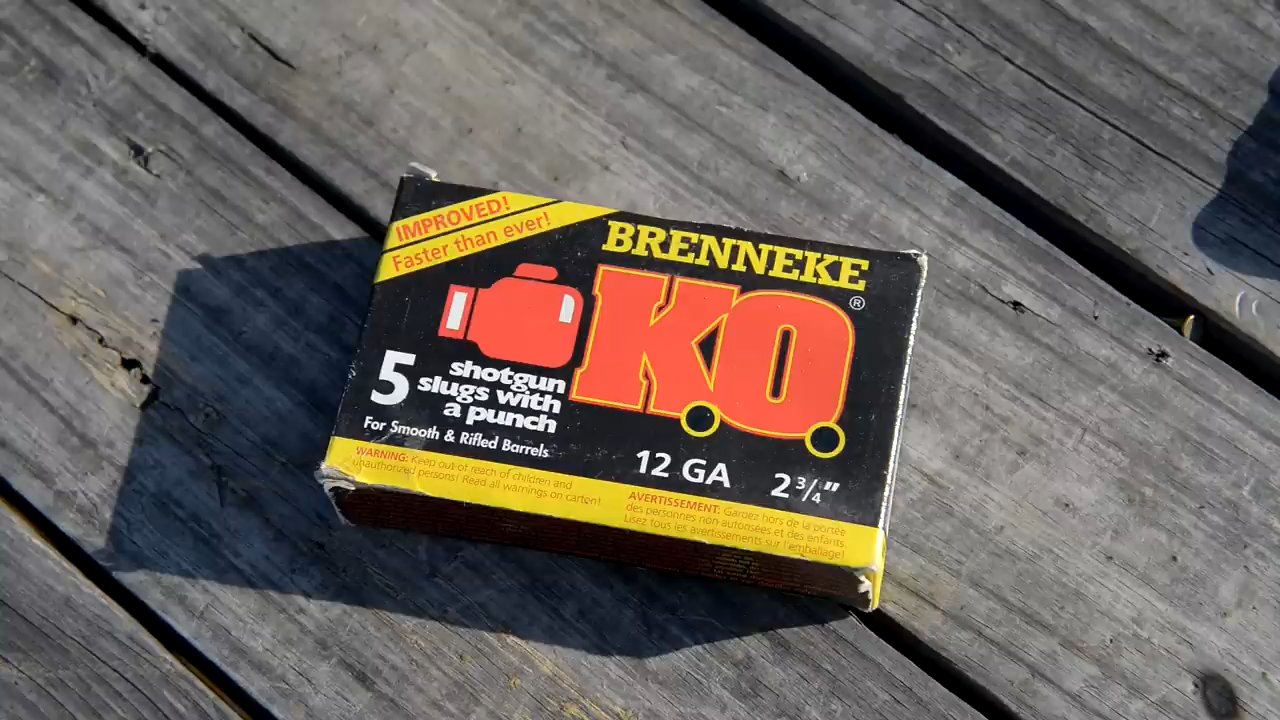 IMPROVED!
Faster than ever!
BRENNEKE
KO®
5 shotgun
slugs with
a punch
For Smooth & Rifled Barrels
12 GA 2 3/4"
WARNING: Keep out of reach of children and
unauthorized persons! Read all warnings on carton!
AVERTISSEMENT: Gardez hors de la portée
des personnes non autorisées et des enfants.
Lisez tous les avertissements sur l'emballage!